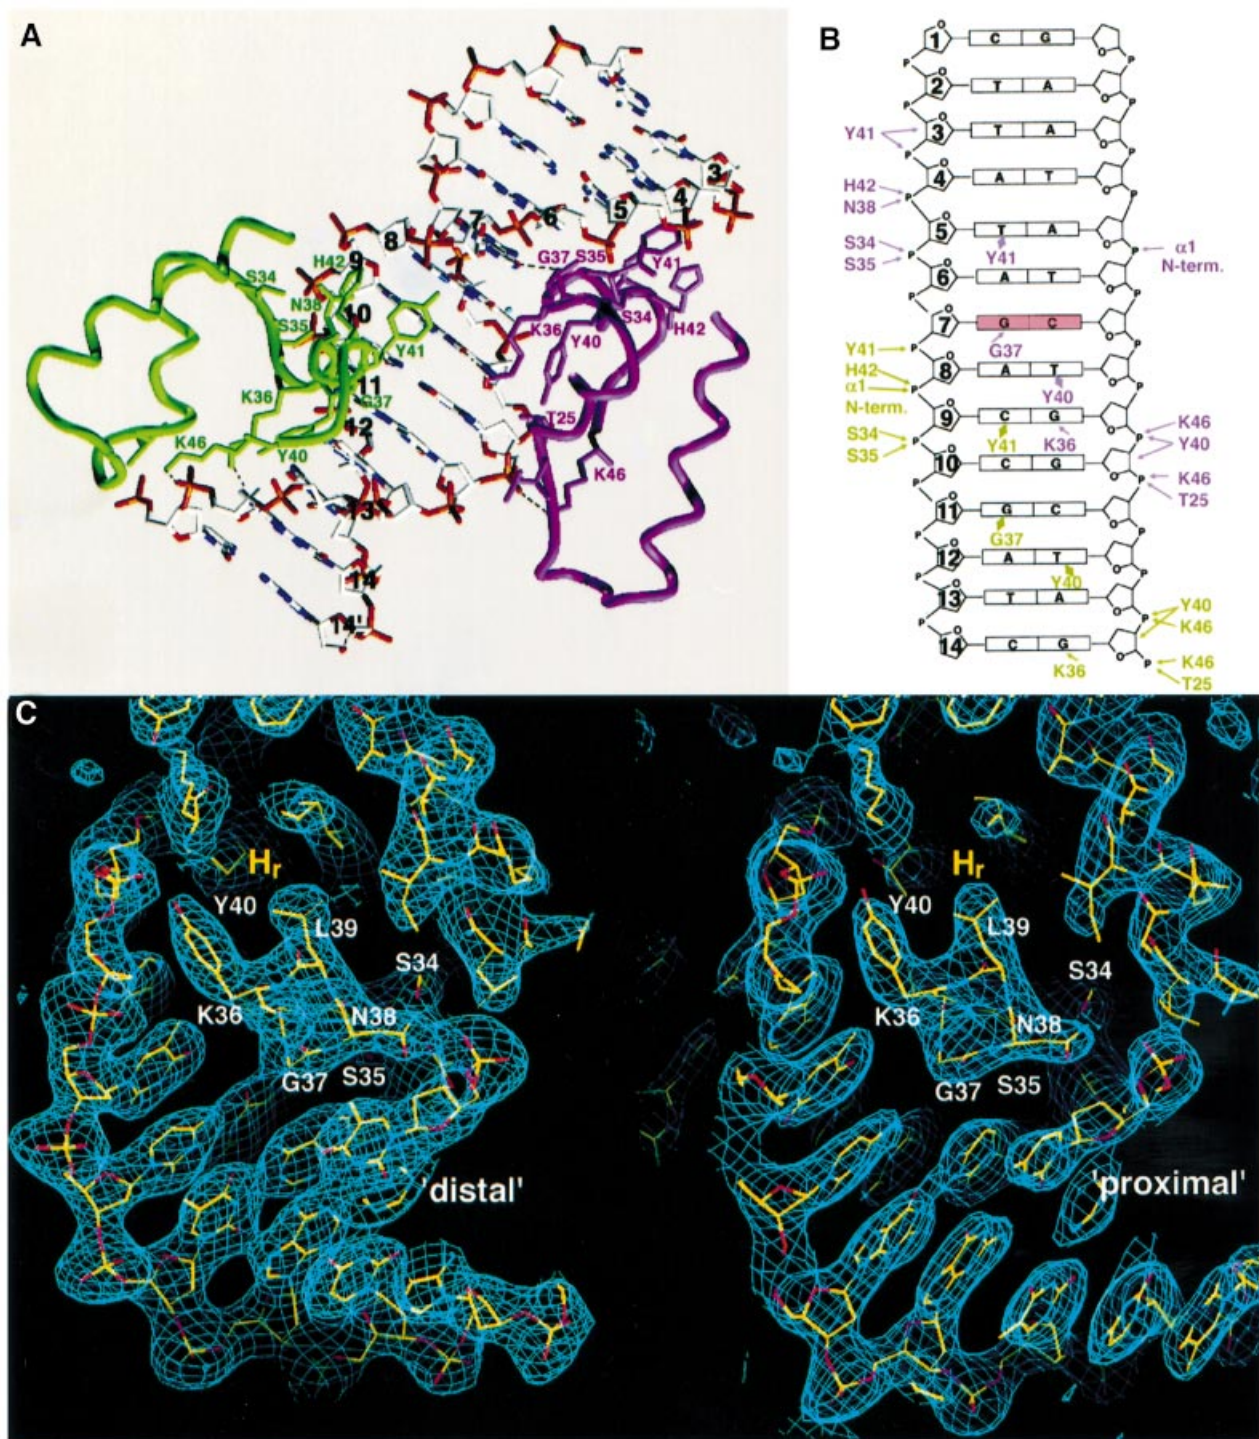 A
3
4
5
6
7
8
9
10
11
12
13
14
14'
H42
S34
N38
S35
Y41
K36
G37
K46
Y40
G37 S35
Y41
S34
K36
H42
Y40
T25
K46
B
1 C G
2 T A
Y41 3 T A
P
H42 4 A T
N38
5 T A
S34 Y41 α1
S35 N-term.
6 A T
7 G C
Y41 G37
H42 8 A T
α1 Y40
N-term. 9 C G K46
S34 Y41 K36 Y40
S35 10 C G K46
T25
11 G C
G37
12 A T
Y40
13 T A Y40
K46
14 C G
K36 K46
T25
C
Hr
Y40
L39
S34
K36
N38
G37 S35
'distal'
Hr
Y40
L39
S34
K36
N38
G37 S35
'proximal'